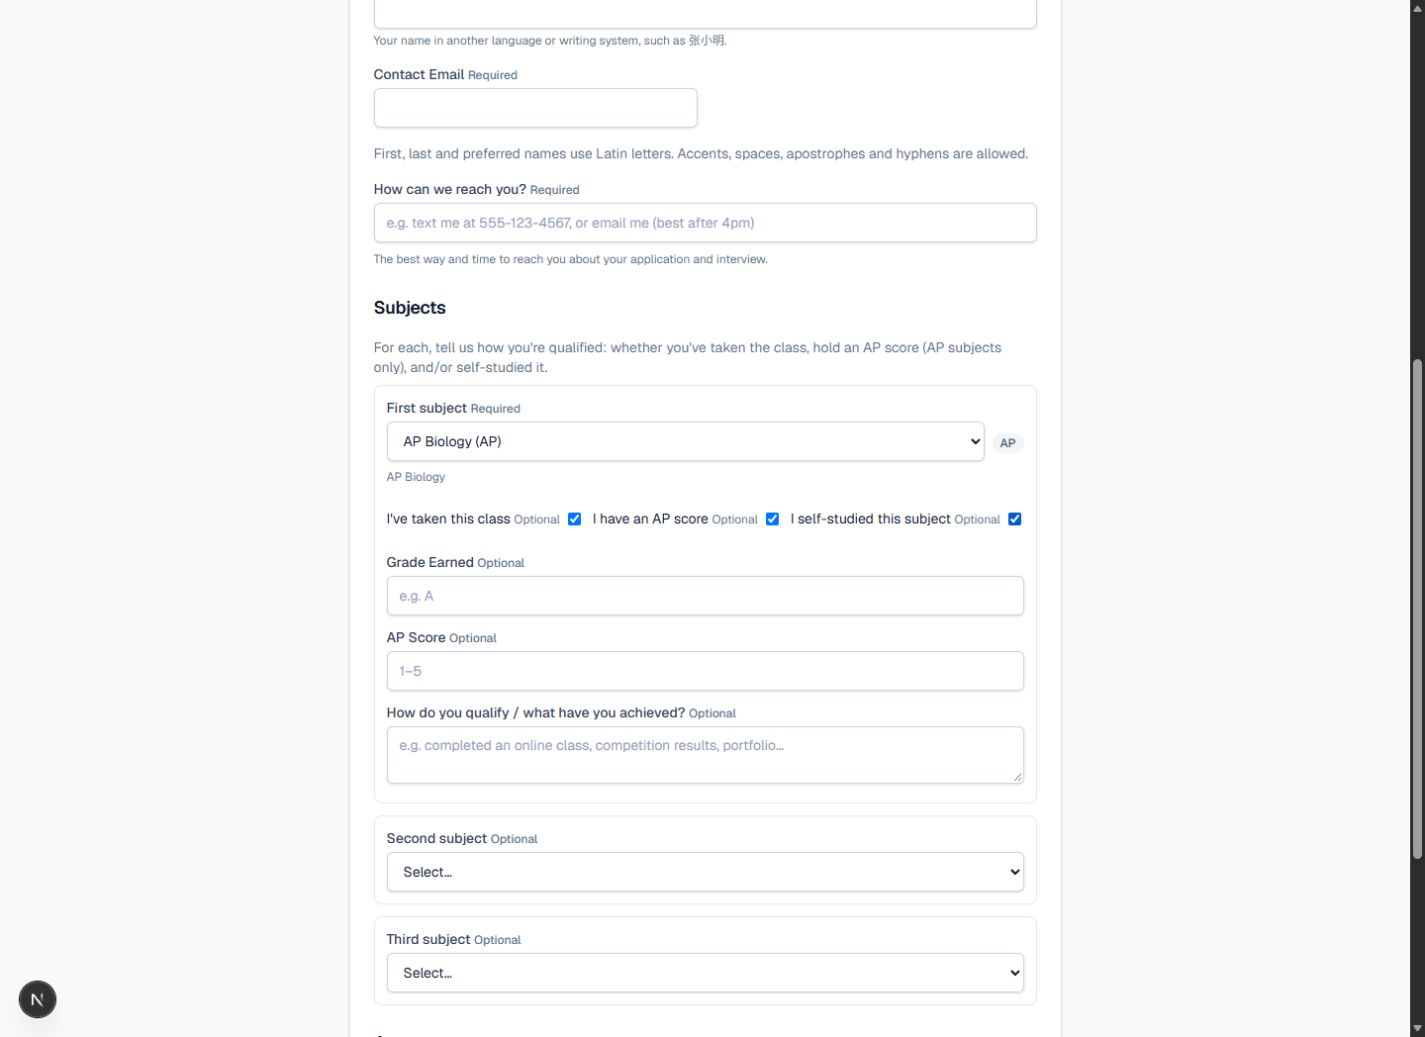 Your name in another language or writing system, such as 张小明.
Contact Email Required
First, last and preferred names use Latin letters. Accents, spaces, apostrophes and hyphens are allowed.
How can we reach you? Required
e.g. text me at 555-123-4567, or email me (best after 4pm)
The best way and time to reach you about your application and interview.
Subjects
For each, tell us how you're qualified: whether you've taken the class, hold an AP score (AP subjects
only), and/or self-studied it.
First subject Required
AP Biology (AP)
AP
AP Biology
I've taken this class Optional I have an AP score Optional I self-studied this subject Optional
Grade Earned Optional
e.g. A
AP Score Optional
1–5
How do you qualify / what have you achieved? Optional
e.g. completed an online class, competition results, portfolio…
Second subject Optional
Select…
Third subject Optional
Select…
N